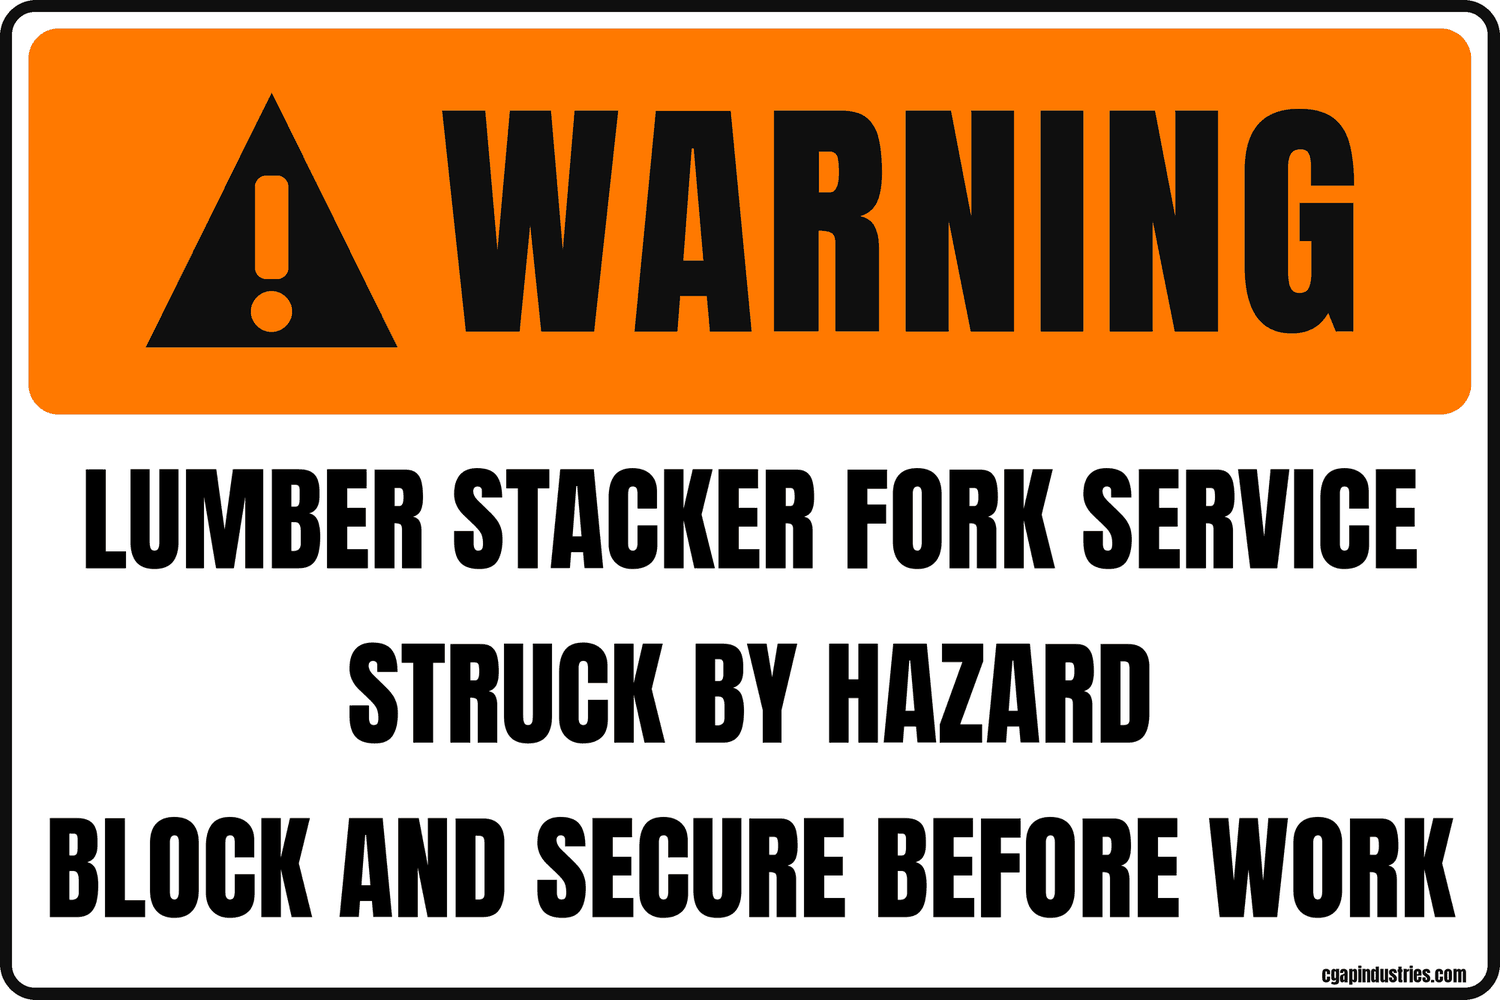 WARNING
LUMBER STACKER FORK SERVICE
STRUCK BY HAZARD
BLOCK AND SECURE BEFORE WORK
cgapindustries.com